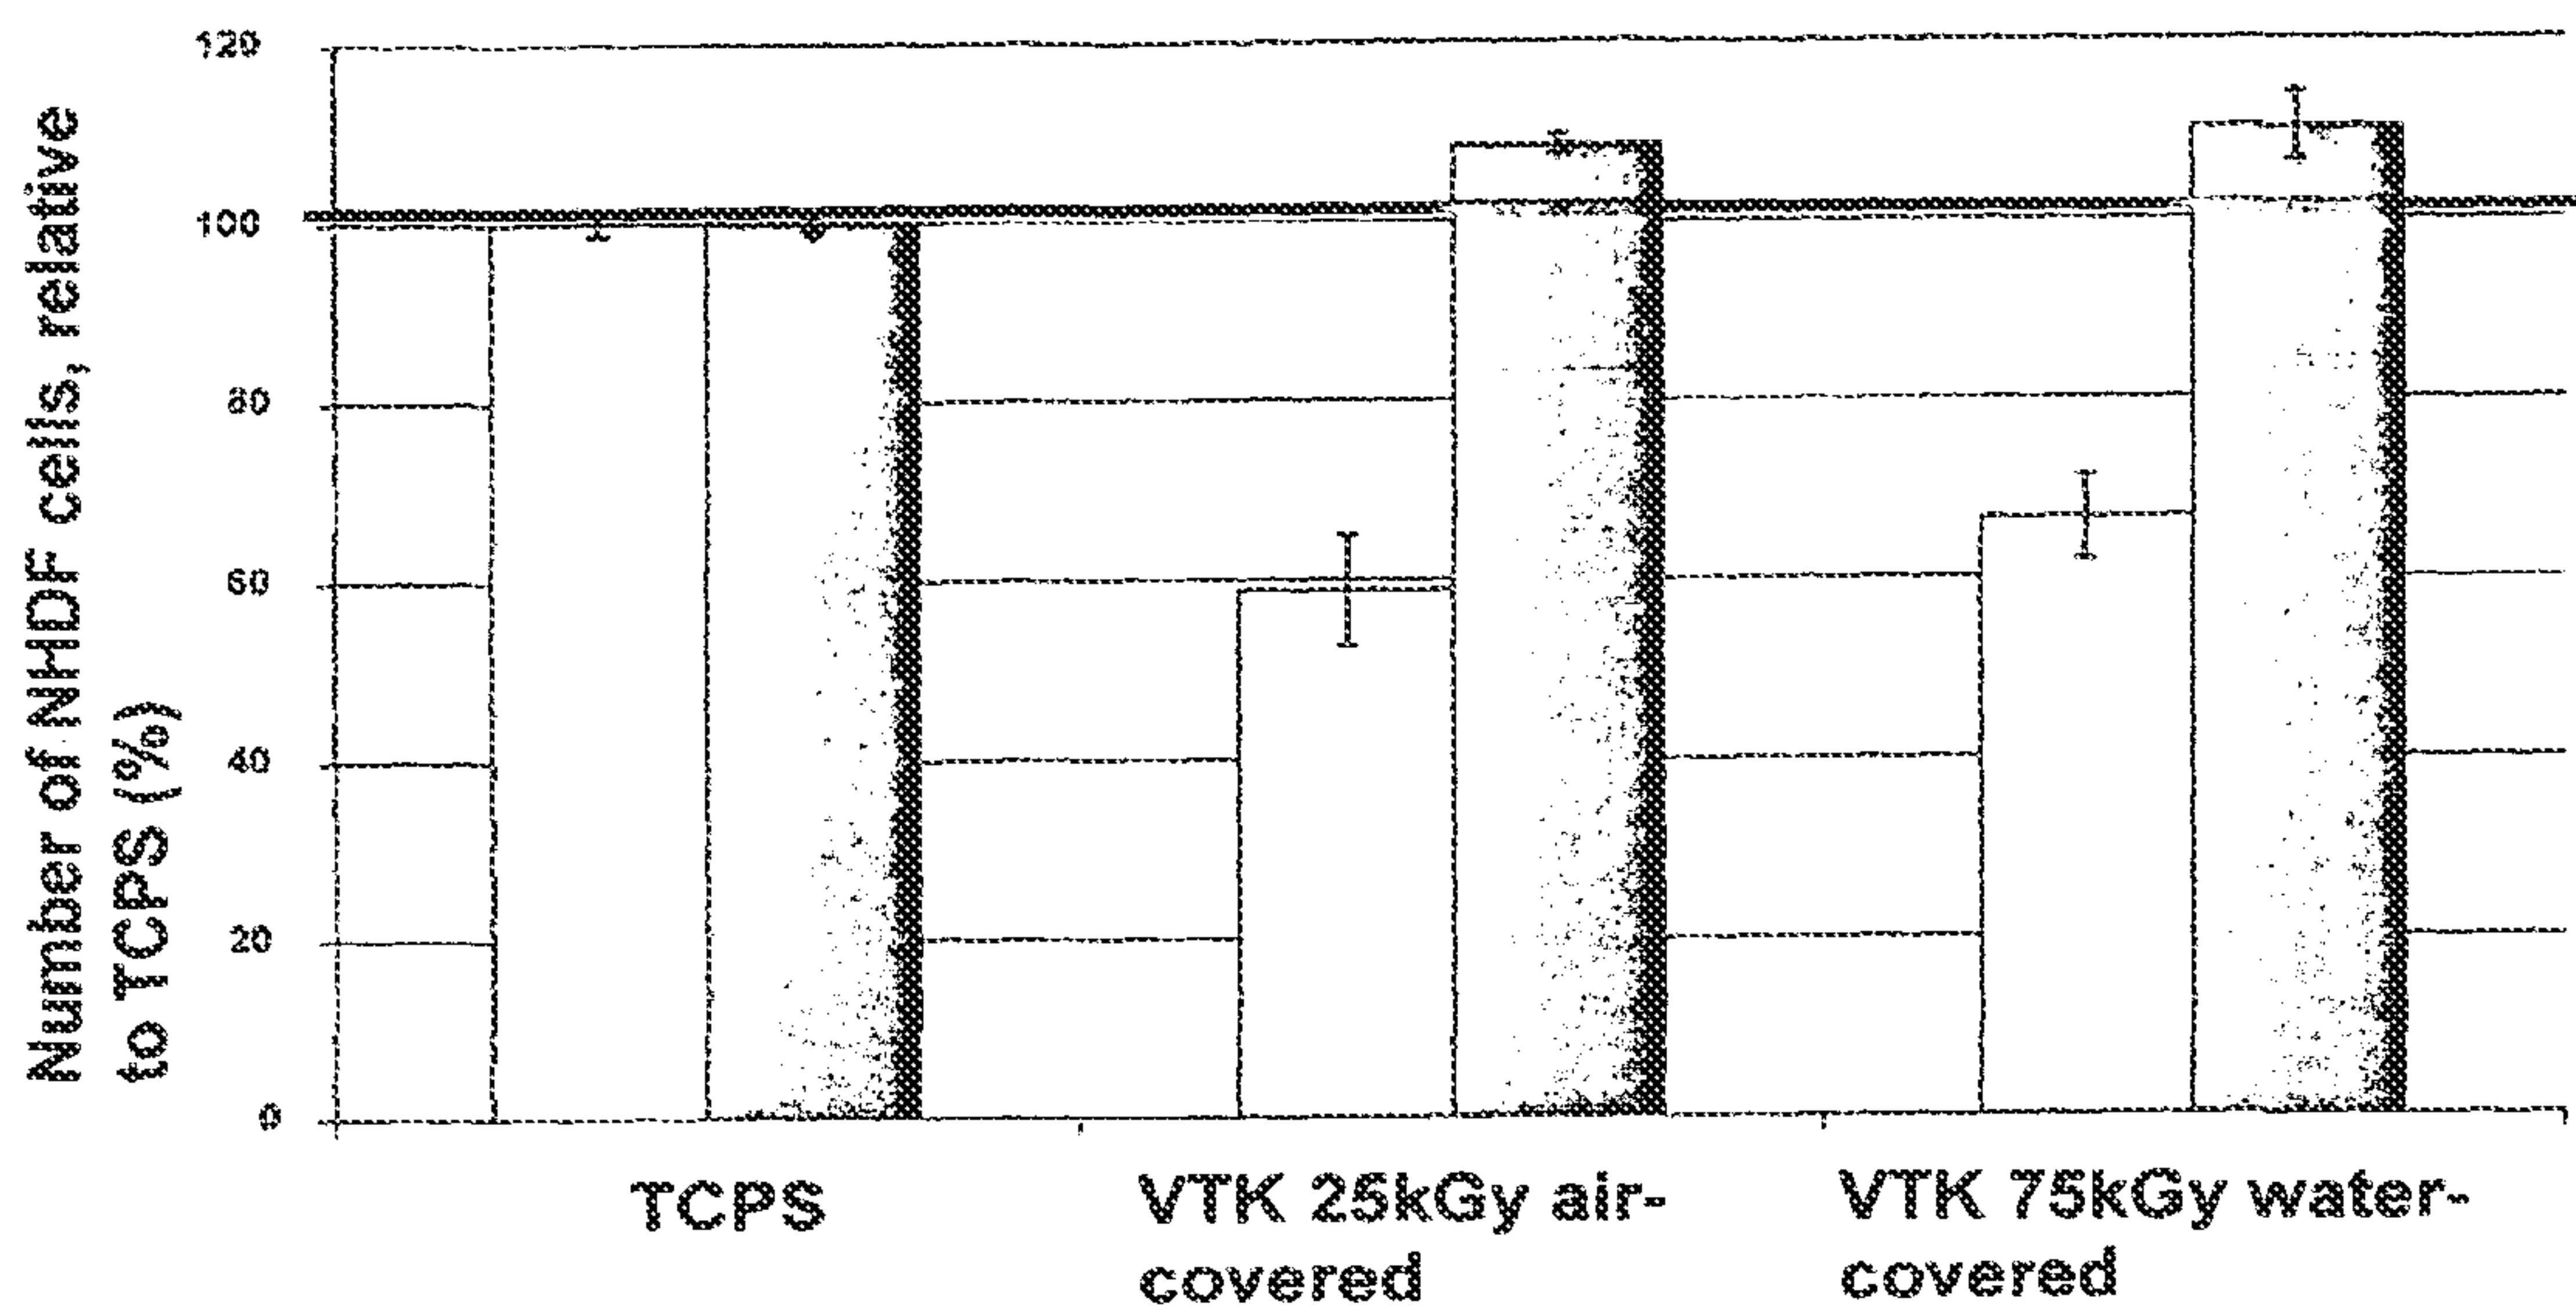 Number of NHDF cells, relative
to TCPS (%)
120
100
80
60
40
20
0
TCPS
VTK 25kGy air-
covered
VTK 75kGy water-
covered